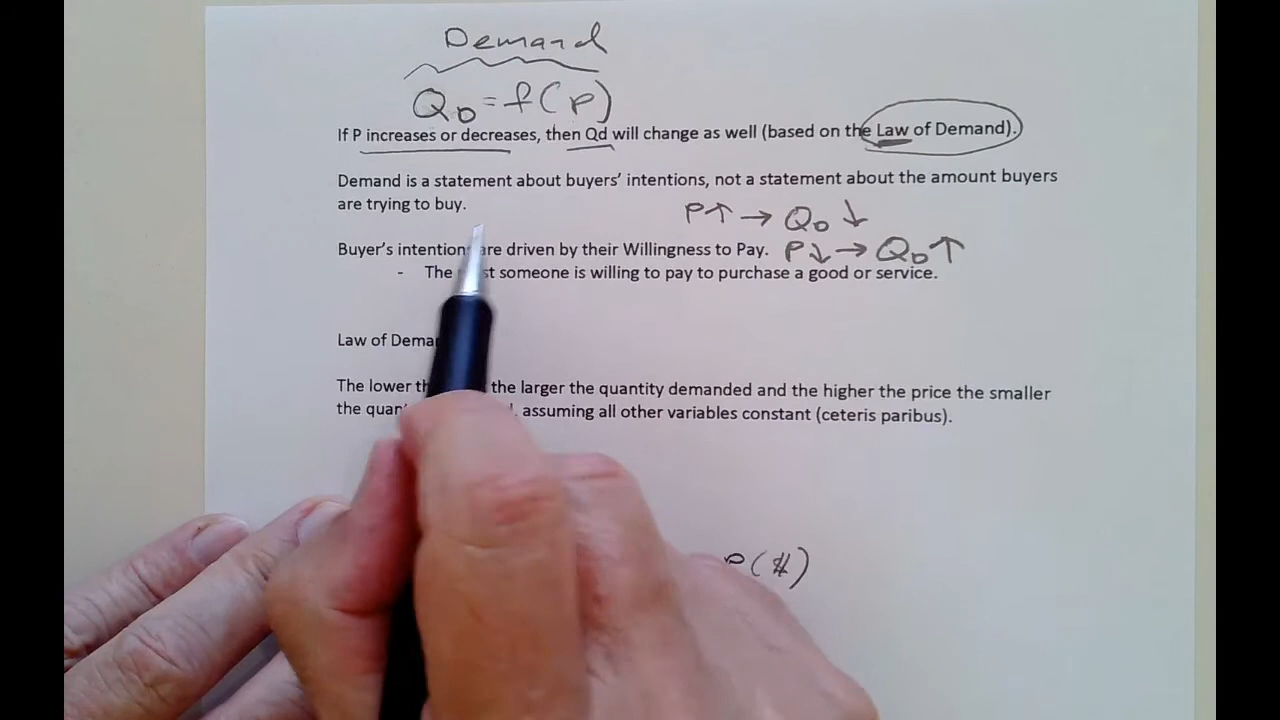 Demand
QD = f(P)
If P increases or decreases, then Qd will change as well (based on the Law of Demand).
Demand is a statement about buyers' intentions, not a statement about the amount buyers
are trying to buy.
P↑ → QD ↓
Buyer's intention are driven by their Willingness to Pay. P↓ → QD↑
- The st someone is willing to pay to purchase a good or service.
Law of Dema
The lower th the larger the quantity demanded and the higher the price the smaller
the quan assuming all other variables constant (ceteris paribus).